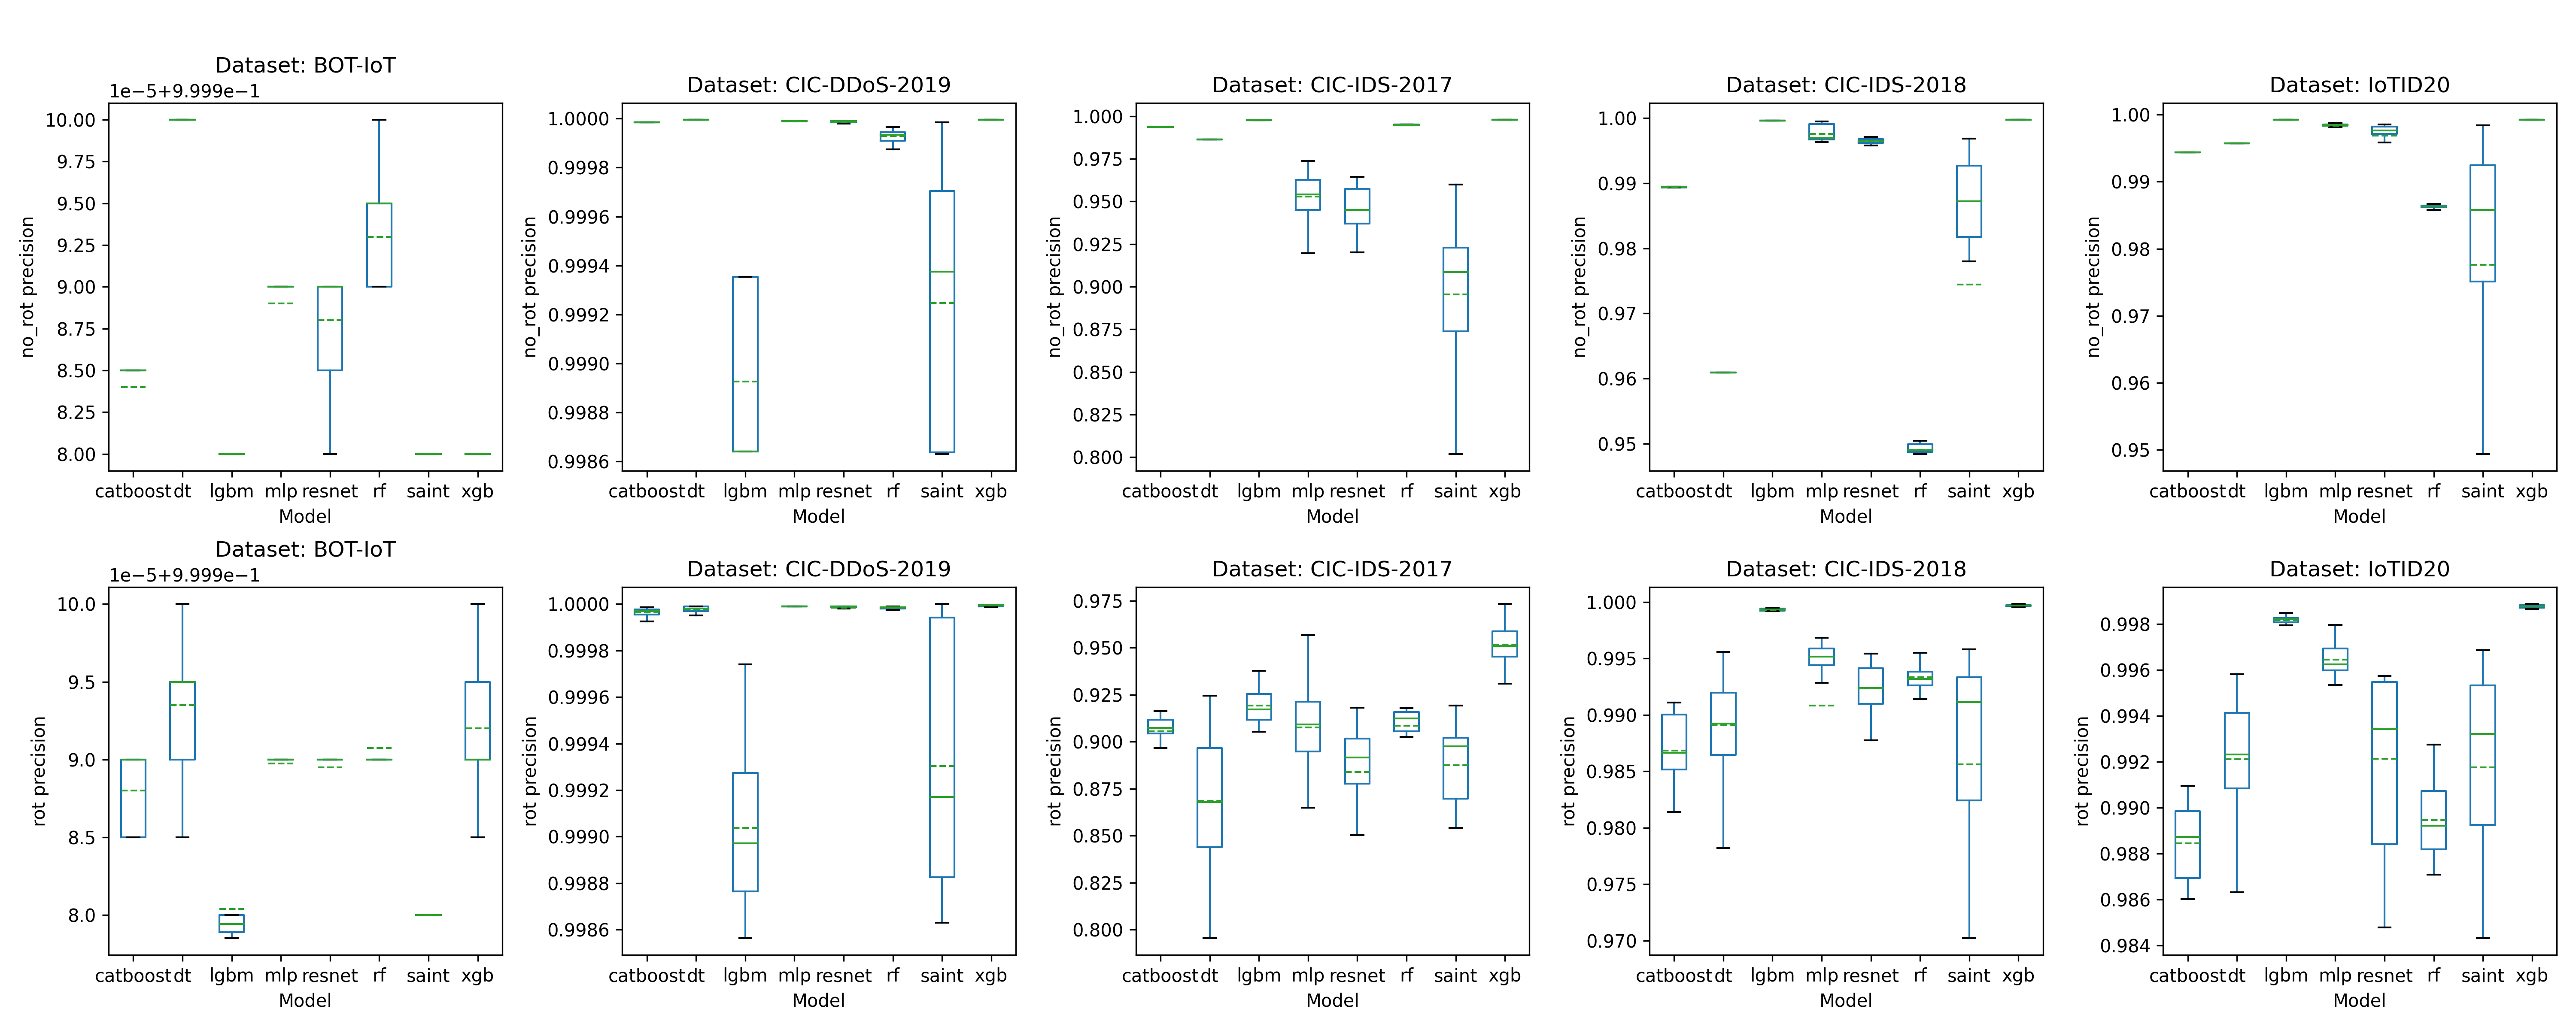 Dataset: BOT-IoT
1e−5+9.999e−1
10.00
9.75
9.50
9.25
9.00
8.75
8.50
8.25
8.00
no_rot precision
catboost dt lgbm mlp resnet rf saint xgb
Model
Dataset: CIC-DDoS-2019
1.0000
0.9998
0.9996
0.9994
0.9992
0.9990
0.9988
0.9986
no_rot precision
catboost dt lgbm mlp resnet rf saint xgb
Model
Dataset: CIC-IDS-2017
1.000
0.975
0.950
0.925
0.900
0.875
0.850
0.825
0.800
no_rot precision
catboost dt lgbm mlp resnet rf saint xgb
Model
Dataset: CIC-IDS-2018
1.00
0.99
0.98
0.97
0.96
0.95
no_rot precision
catboost dt lgbm mlp resnet rf saint xgb
Model
Dataset: IoTID20
1.00
0.99
0.98
0.97
0.96
0.95
no_rot precision
catboost dt lgbm mlp resnet rf saint xgb
Model
Dataset: BOT-IoT
1e−5+9.999e−1
10.0
9.5
9.0
8.5
8.0
rot precision
catboost dt lgbm mlp resnet rf saint xgb
Model
Dataset: CIC-DDoS-2019
1.0000
0.9998
0.9996
0.9994
0.9992
0.9990
0.9988
0.9986
rot precision
catboost dt lgbm mlp resnet rf saint xgb
Model
Dataset: CIC-IDS-2017
0.975
0.950
0.925
0.900
0.875
0.850
0.825
0.800
rot precision
catboost dt lgbm mlp resnet rf saint xgb
Model
Dataset: CIC-IDS-2018
1.000
0.995
0.990
0.985
0.980
0.975
0.970
rot precision
catboost dt lgbm mlp resnet rf saint xgb
Model
Dataset: IoTID20
0.998
0.996
0.994
0.992
0.990
0.988
0.986
0.984
rot precision
catboost dt lgbm mlp resnet rf saint xgb
Model